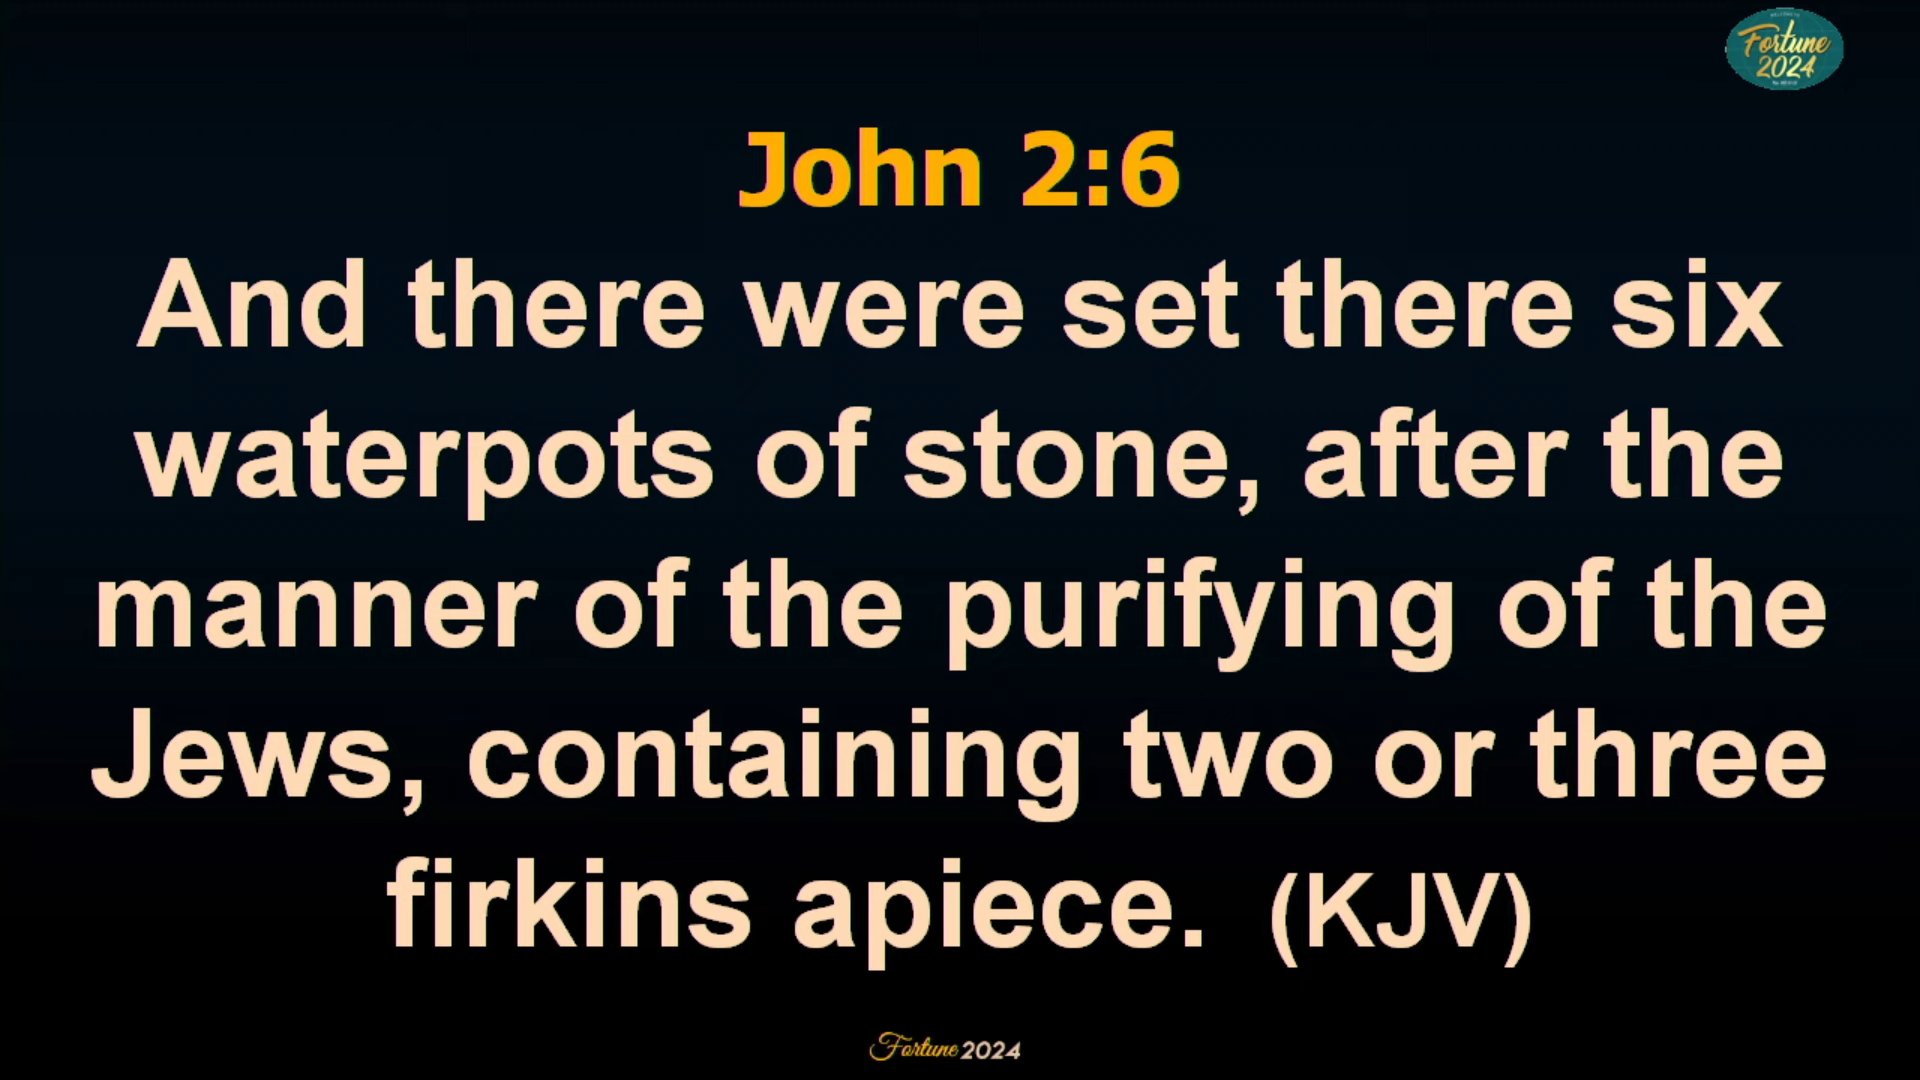 Fortune
2024
John 2:6
And there were set there six
waterpots of stone, after the
manner of the purifying of the
Jews, containing two or three
firkins apiece. (KJV)
Fortune 2024